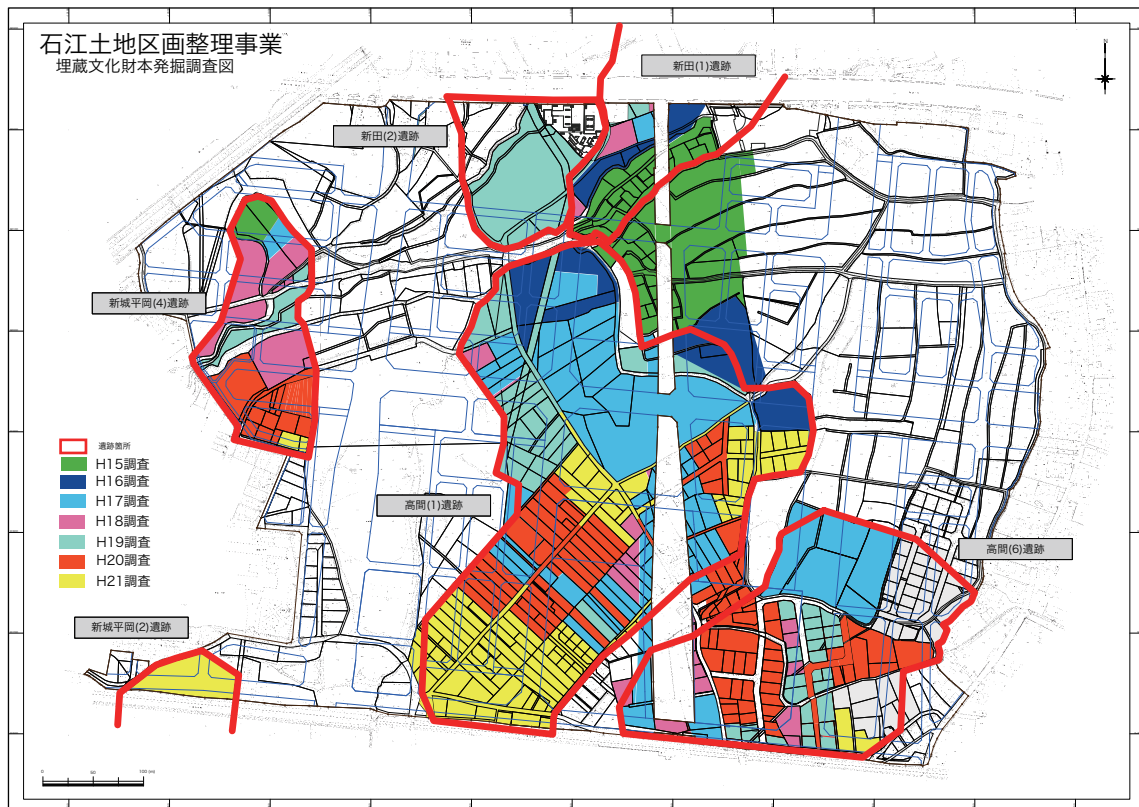 石江土地区画整理事業
埋蔵文化財本発掘調査図
新田(1)遺跡
N
新田(2)遺跡
新城平岡(4)遺跡
遺跡箇所
H15調査
H16調査
H17調査
H18調査
H19調査
H20調査
H21調査
高間(1)遺跡
高間(6)遺跡
新城平岡(2)遺跡
0 50 100 (m)